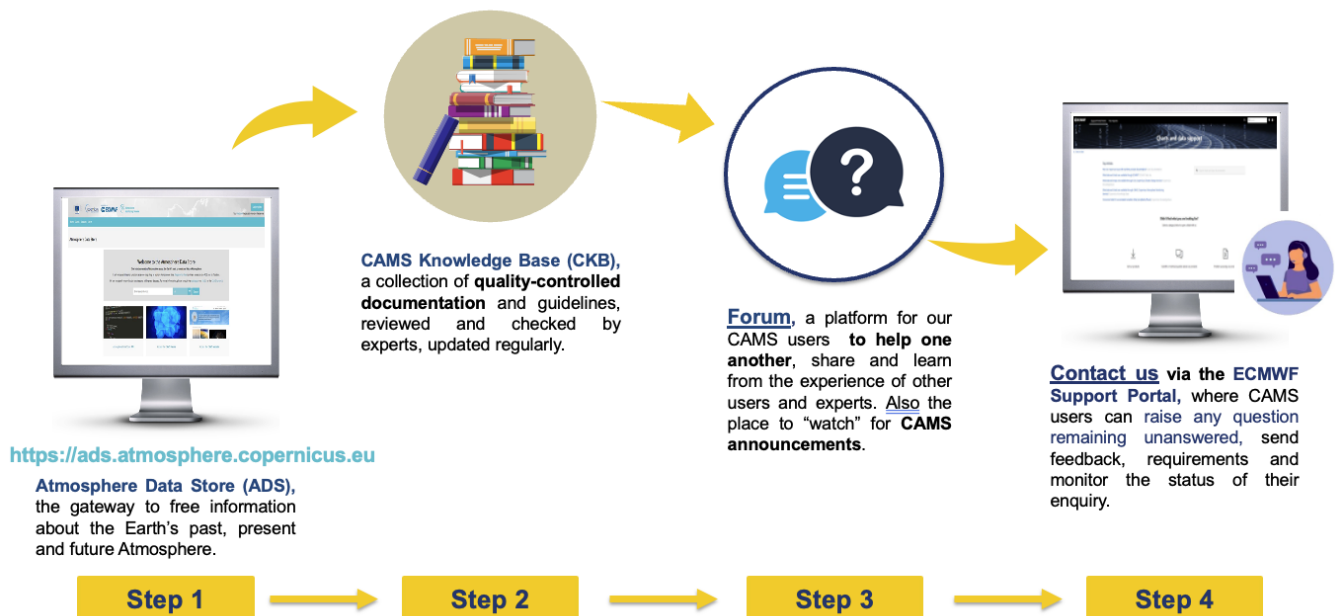 https://ads.atmosphere.copernicus.eu
Atmosphere Data Store (ADS),
the gateway to free information
about the Earth's past, present
and future Atmosphere.
CAMS Knowledge Base (CKB),
a collection of quality-controlled
documentation and guidelines,
reviewed and checked by
experts, updated regularly.
?
Forum, a platform for our
CAMS users to help one
another, share and learn
from the experience of other
users and experts. Also the
place to “watch” for CAMS
announcements.
Contact us via the ECMWF
Support Portal, where CAMS
users can raise any question
remaining unanswered, send
feedback, requirements and
monitor the status of their
enquiry.
Step 1
Step 2
Step 3
Step 4